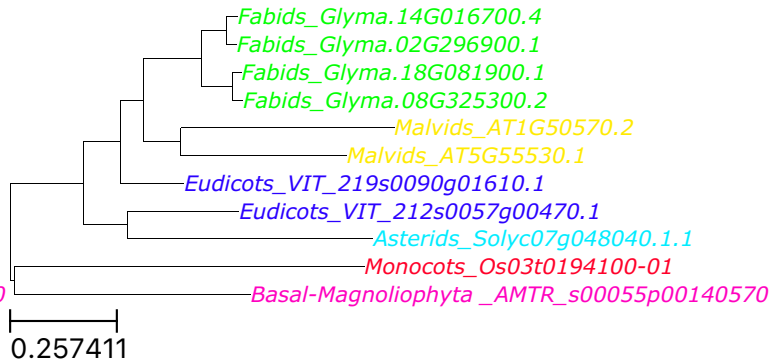 Fabids_Glyma.14G016700.4
Fabids_Glyma.02G296900.1
Fabids_Glyma.18G081900.1
Fabids_Glyma.08G325300.2
Malvids_AT1G50570.2
Malvids_AT5G55530.1
Eudicots_VIT_219s0090g01610.1
Eudicots_VIT_212s0057g00470.1
Asterids_Solyc07g048040.1.1
Monocots_Os03t0194100-01
0
Basal-Magnoliophyta _AMTR_s00055p00140570
0.257411